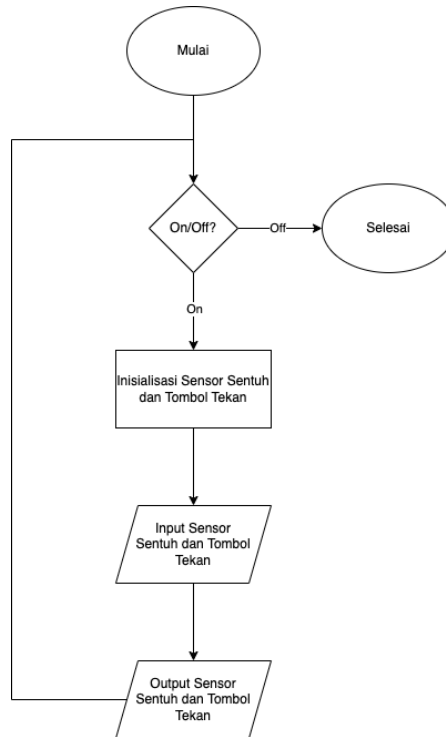 Mulai
On/Off?
Off
Selesai
On
Inisialisasi Sensor Sentuh
dan Tombol Tekan
Input Sensor
Sentuh dan Tombol
Tekan
Output Sensor
Sentuh dan Tombol
Tekan